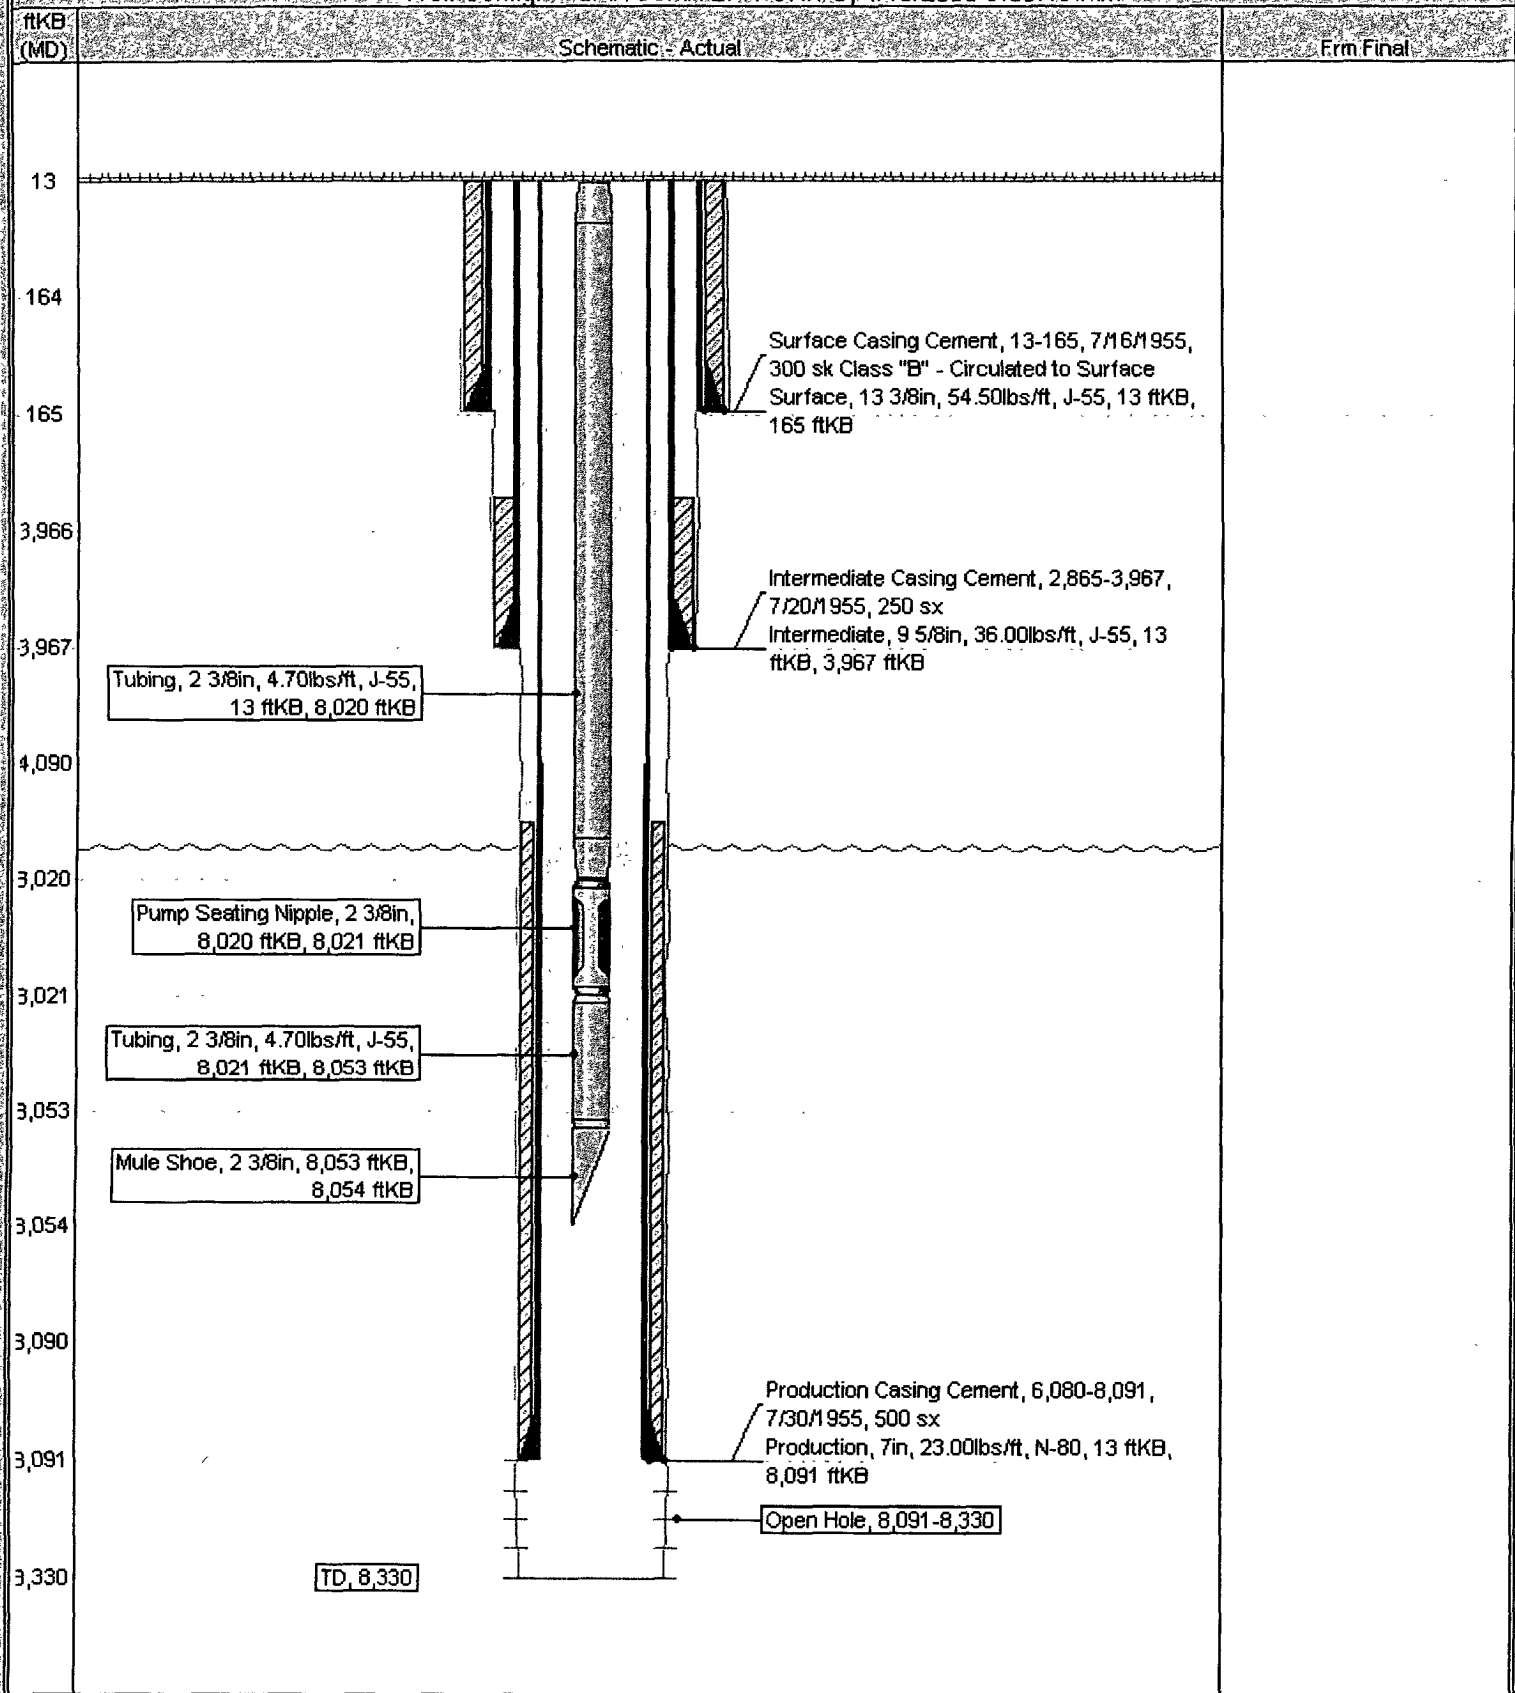 ftKB
(MD)
Schematic - Actual
Frm Final
13
164
165
3,966
3,967
4,090
3,020
3,021
3,053
3,054
3,090
3,091
3,330
Surface Casing Cement, 13-165, 7/16/1955,
300 sk Class "B" - Circulated to Surface
Surface, 13 3/8in, 54.50lbs/ft, J-55, 13 ftKB,
165 ftKB
Intermediate Casing Cement, 2,865-3,967,
7/20/1955, 250 sx
Intermediate, 9 5/8in, 36.00lbs/ft, J-55, 13
ftKB, 3,967 ftKB
Tubing, 2 3/8in, 4.70lbs/ft, J-55,
13 ftKB, 8,020 ftKB
Pump Seating Nipple, 2 3/8in,
8,020 ftKB, 8,021 ftKB
Tubing, 2 3/8in, 4.70lbs/ft, J-55,
8,021 ftKB, 8,053 ftKB
Mule Shoe, 2 3/8in, 8,053 ftKB,
8,054 ftKB
Production Casing Cement, 6,080-8,091,
7/30/1955, 500 sx
Production, 7in, 23.00lbs/ft, N-80, 13 ftKB,
8,091 ftKB
Open Hole, 8,091-8,330
TD, 8,330